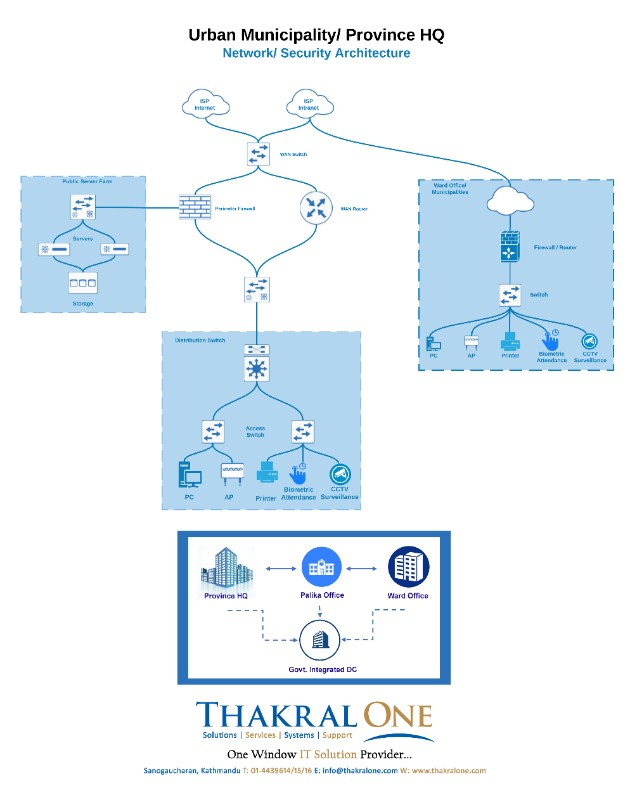 Urban Municipality/ Province HQ
Network/ Security Architecture
ISP
Internet
ISP
Intranet
WAN Switch
Public Server Farm
Servers
Storage
Perimeter Firewall
WAN Router
Ward Office/
Municipalities
Firewall / Router
Switch
PC
AP
Printer
Biometric
Attendance
CCTV
Surveillance
Distribution Switch
Access
Switch
PC
AP
Printer
Biometric
Attendance
CCTV
Surveillance
Province HQ
Palika Office
Ward Office
Govt. Integrated DC
THAKRAL ONE
Solutions | Services | Systems | Support
One Window IT Solution Provider...
Sanogaucharan, Kathmandu T: 01-4439614/15/16 E: info@thakralone.com W: www.thakralone.com